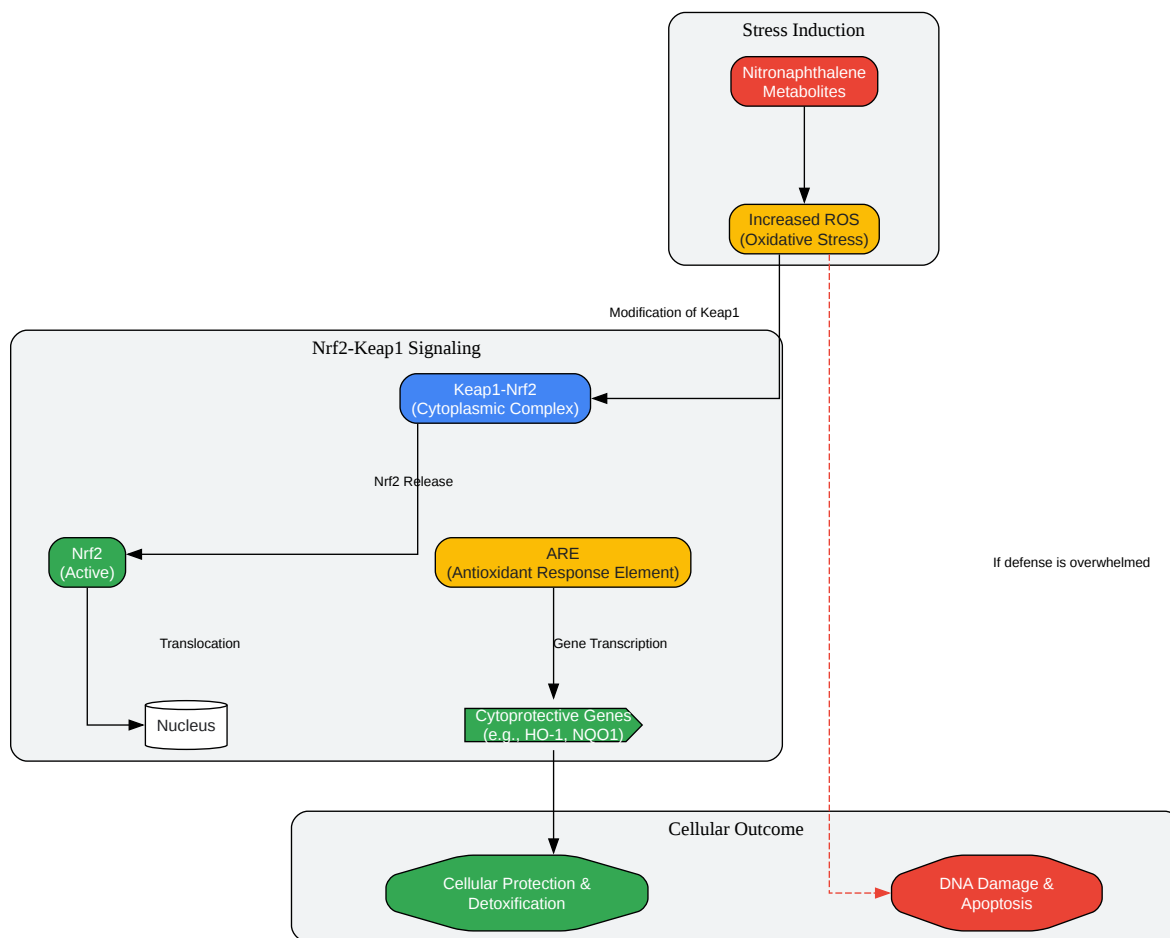 Stress Induction
Nitronaphthalene
Metabolites
Increased ROS
(Oxidative Stress)
Modification of Keap1
Nrf2-Keap1 Signaling
Keap1-Nrf2
(Cytoplasmic Complex)
Nrf2 Release
Nrf2
(Active)
ARE
(Antioxidant Response Element)
If defense is overwhelmed
Translocation
Gene Transcription
Nucleus
Cytoprotective Genes
(e.g., HO-1, NQO1)
Cellular Outcome
Cellular Protection &
Detoxification
DNA Damage &
Apoptosis